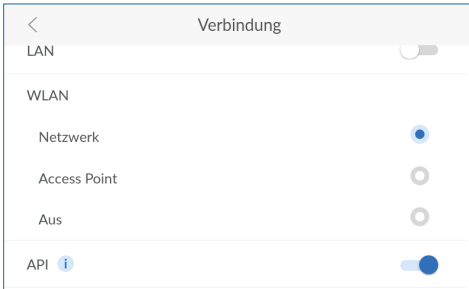 Verbindung
LAN
WLAN
Netzwerk
Access Point
Aus
API i